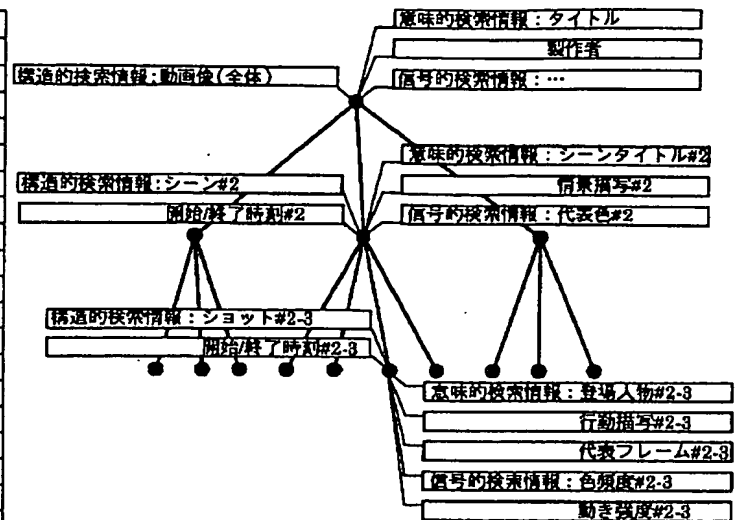 意味的検索情報：タイトル
製作者
構造的検索情報：動画像(全体)
信号的検索情報：…
意味的検索情報：シーンタイトル#2
構造的検索情報：シーン#2
情景描写#2
開始/終了時刻#2
信号的検索情報：代表色#2
構造的検索情報：ショット#2-3
開始/終了時刻#2-3
意味的検索情報：登場人物#2-3
行動描写#2-3
代表フレーム#2-3
信号的検索情報：色頻度#2-3
動き強度#2-3